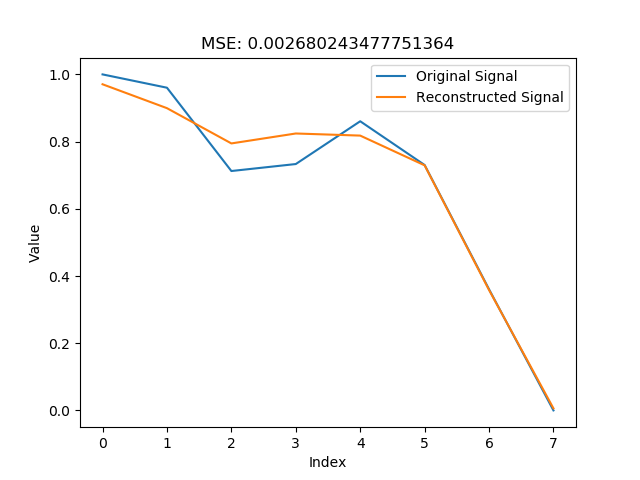 MSE: 0.002680243477751364
Original Signal
Reconstructed Signal
1.0
0.8
0.6
0.4
0.2
0.0
Value
0 1 2 3 4 5 6 7
Index